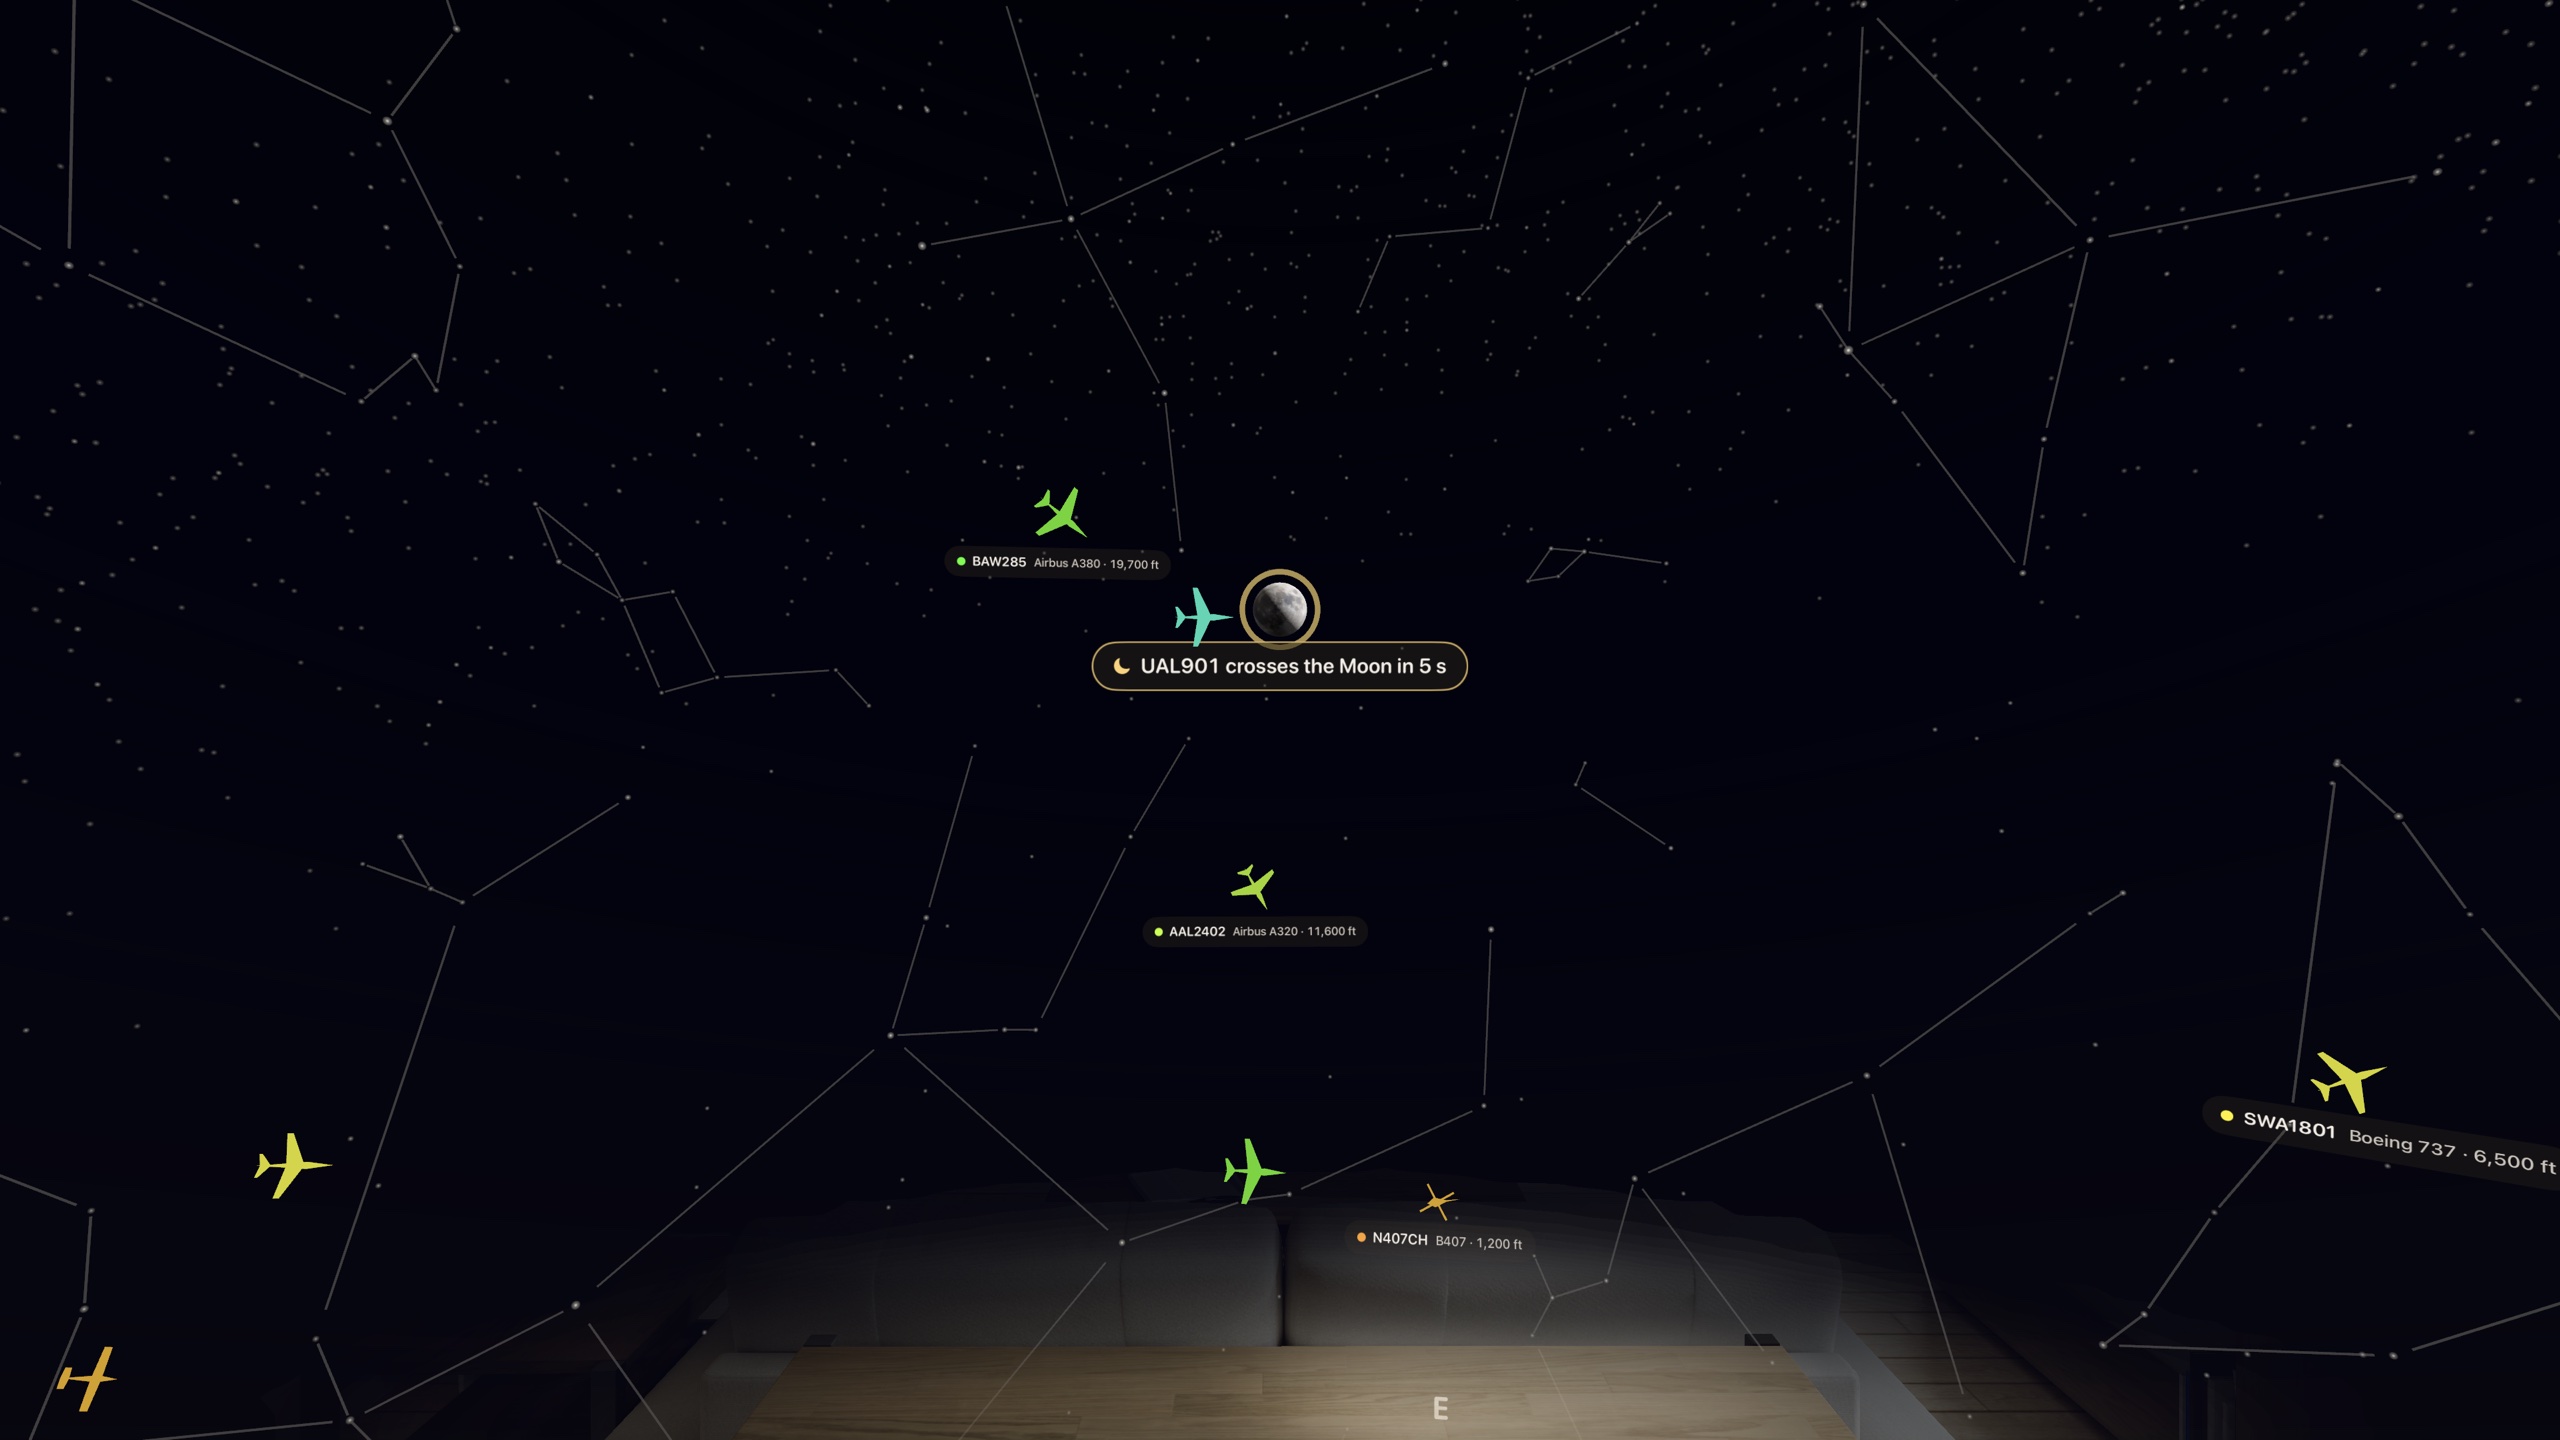 BAW285 Airbus A380 · 19,700 ft
UAL901 crosses the Moon in 5 s
AAL2402 Airbus A320 · 11,600 ft
SWA1801 Boeing 737 · 6,500 ft
N407CH B407 · 1,200 ft
E